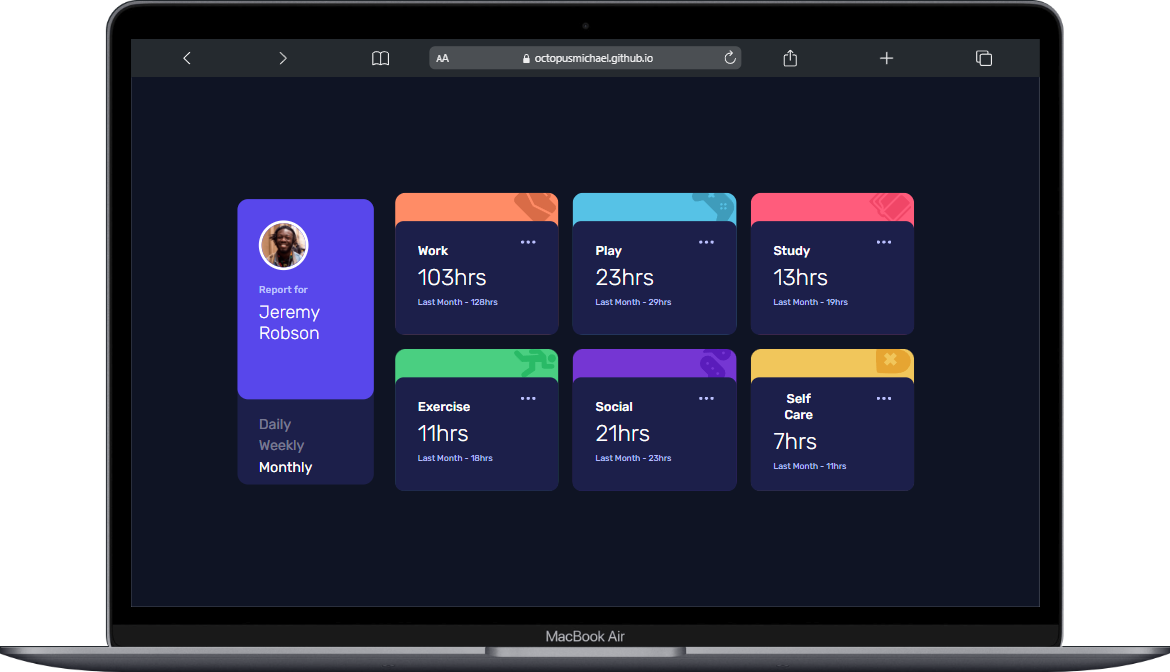 AA
octopusmichael.github.io
Report for
Jeremy
Robson
Daily
Weekly
Monthly
Work
103hrs
Last Month - 128hrs
Play
23hrs
Last Month - 29hrs
Study
13hrs
Last Month - 19hrs
Exercise
11hrs
Last Month - 18hrs
Social
21hrs
Last Month - 23hrs
Self
Care
7hrs
Last Month - 11hrs
MacBook Air